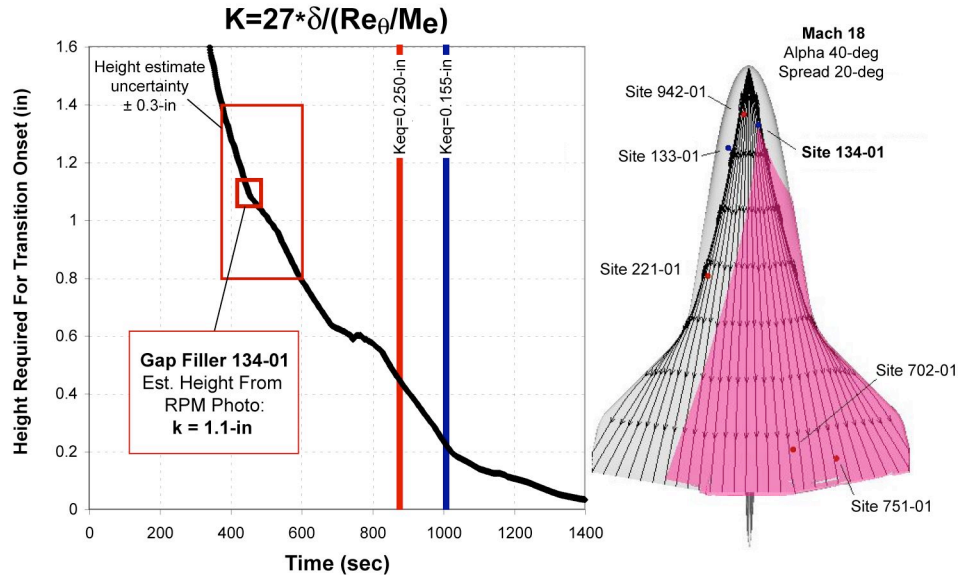 K=27*δ/(Reθ/Me)
Height Required For Transition Onset (in)
1.6
1.4
1.2
1
0.8
0.6
0.4
0.2
0
Height estimate
uncertainty
± 0.3-in
Keq=0.250-in
Keq=0.155-in
Gap Filler 134-01
Est. Height From
RPM Photo:
k = 1.1-in
0 200 400 600 800 1000 1200 1400
Time (sec)
Mach 18
Alpha 40-deg
Spread 20-deg
Site 942-01
Site 133-01
Site 134-01
Site 221-01
Site 702-01
Site 751-01